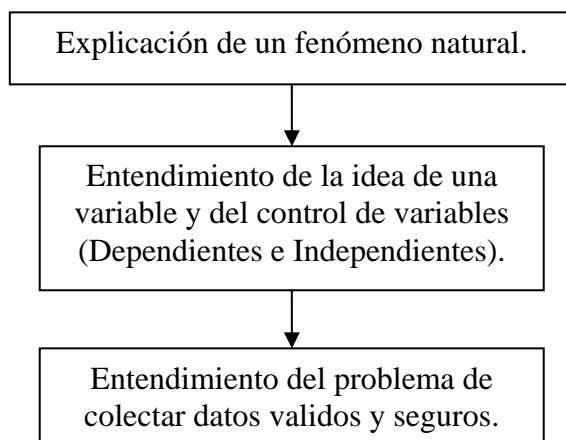 Explicación de un fenómeno natural.
Entendimiento de la idea de una
variable y del control de variables
(Dependientes e Independientes).
Entendimiento del problema de
colectar datos validos y seguros.